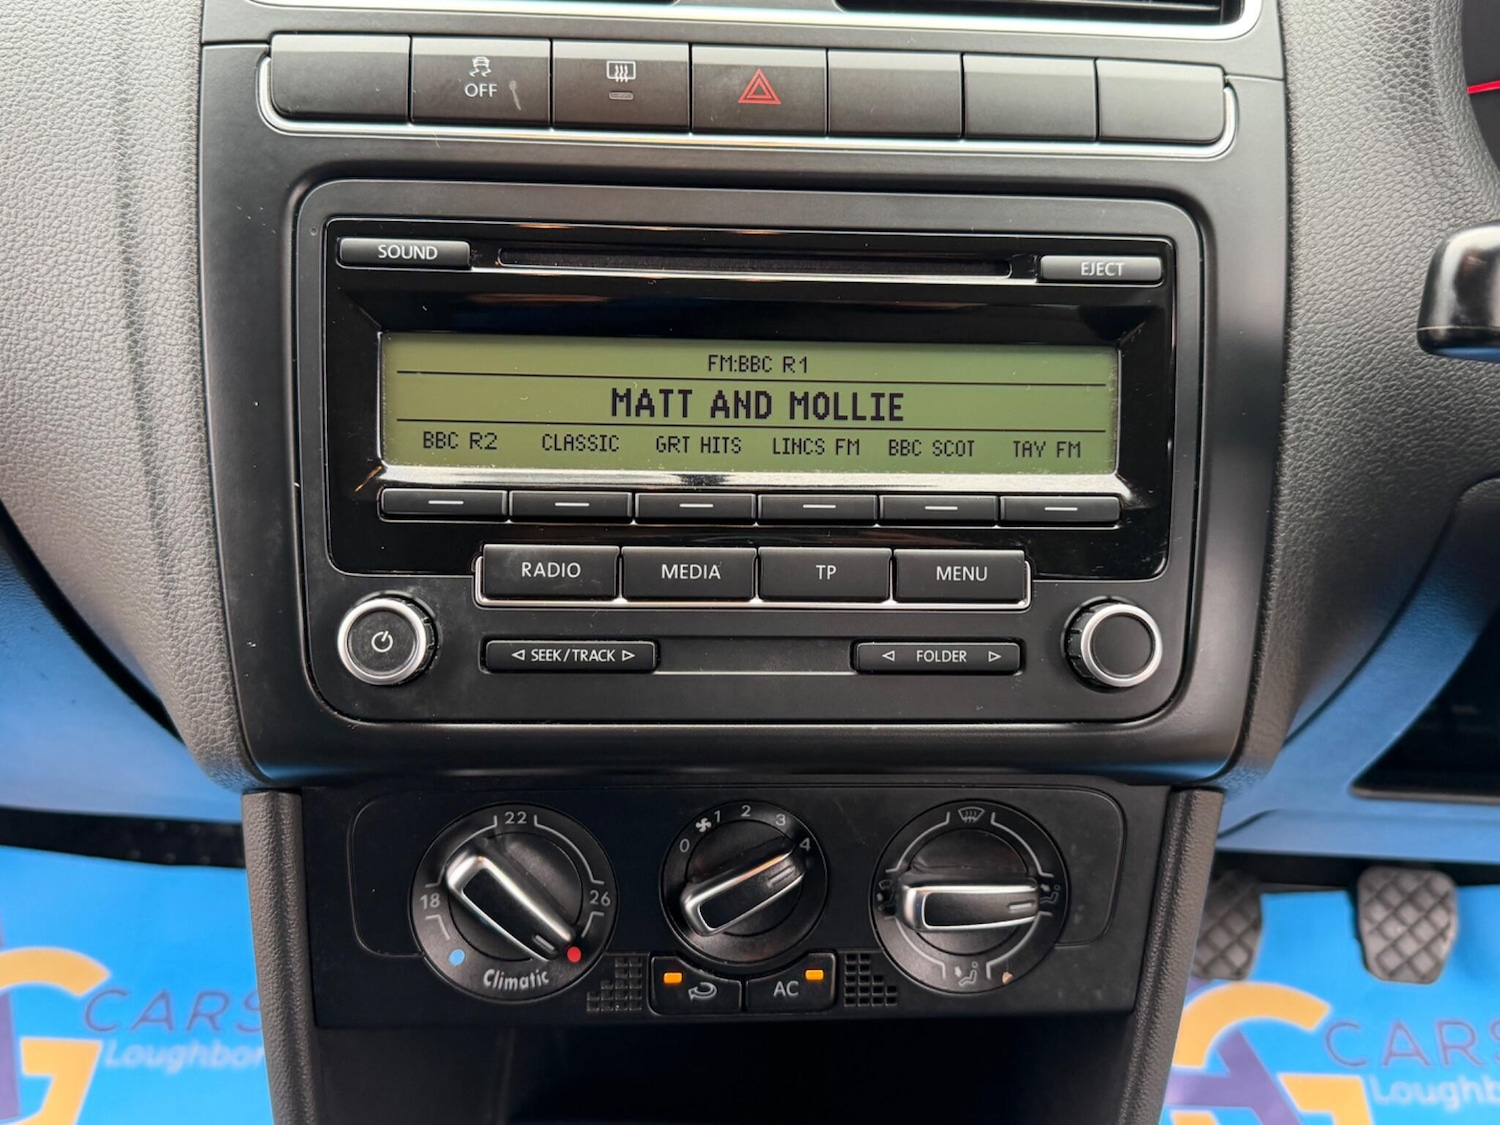 OFF
SOUND
EJECT
FM:BBC R1
MATT AND MOLLIE
BBC R2 CLASSIC GRT HITS LINCS FM BBC SCOT TAY FM
RADIO MEDIA TP MENU
SEEK/TRACK
FOLDER
18 22 26
Climatic
0 1 2 3 4
AC
G CARS
Loughboro
AG CARS
Loughb